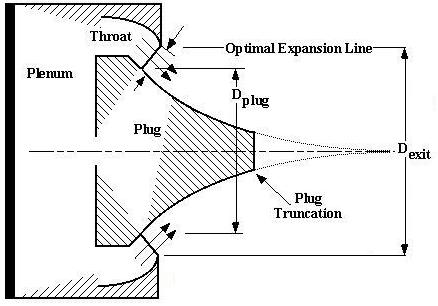 Throat
Optimal Expansion Line
Plenum
D plug
Plug
D exit
Plug
Truncation